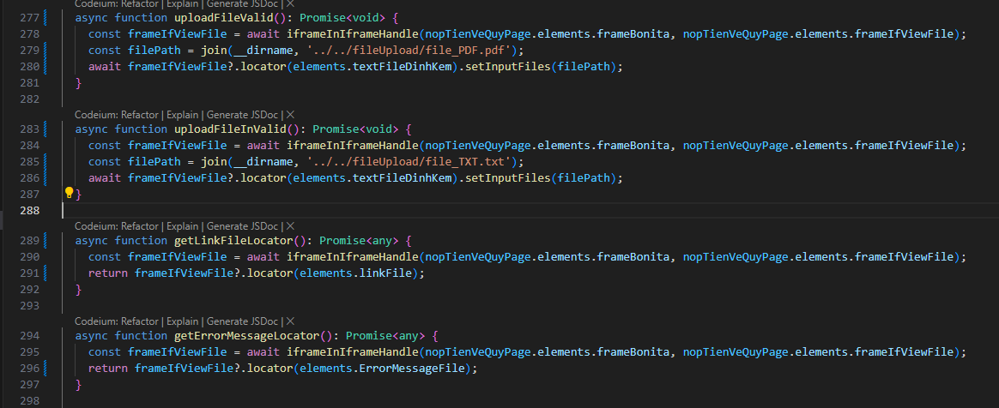 Codeium: Refactor | Explain | Generate JSDoc | ×
277 async function uploadFileValid(): Promise<void> {
278 const frameIfViewFile = await iframeInIframeHandle(nopTienVeQuyPage.elements.frameBonita, nopTienVeQuyPage.elements.frameIfViewFile);
279 const filePath = join(__dirname, '../../fileUpload/file_PDF.pdf');
280 await frameIfViewFile?.locator(elements.textFileDinhKem).setInputFiles(filePath);
281 }
282
Codeium: Refactor | Explain | Generate JSDoc | ×
283 async function uploadFileInValid(): Promise<void> {
284 const frameIfViewFile = await iframeInIframeHandle(nopTienVeQuyPage.elements.frameBonita, nopTienVeQuyPage.elements.frameIfViewFile);
285 const filePath = join(__dirname, '../../fileUpload/file_TXT.txt');
286 await frameIfViewFile?.locator(elements.textFileDinhKem).setInputFiles(filePath);
287 }
288
Codeium: Refactor | Explain | Generate JSDoc | ×
289 async function getLinkFileLocator(): Promise<any> {
290 const frameIfViewFile = await iframeInIframeHandle(nopTienVeQuyPage.elements.frameBonita, nopTienVeQuyPage.elements.frameIfViewFile);
291 return frameIfViewFile?.locator(elements.linkFile);
292 }
293
Codeium: Refactor | Explain | Generate JSDoc | ×
294 async function getErrorMessageLocator(): Promise<any> {
295 const frameIfViewFile = await iframeInIframeHandle(nopTienVeQuyPage.elements.frameBonita, nopTienVeQuyPage.elements.frameIfViewFile);
296 return frameIfViewFile?.locator(elements.ErrorMessageFile);
297 }
298